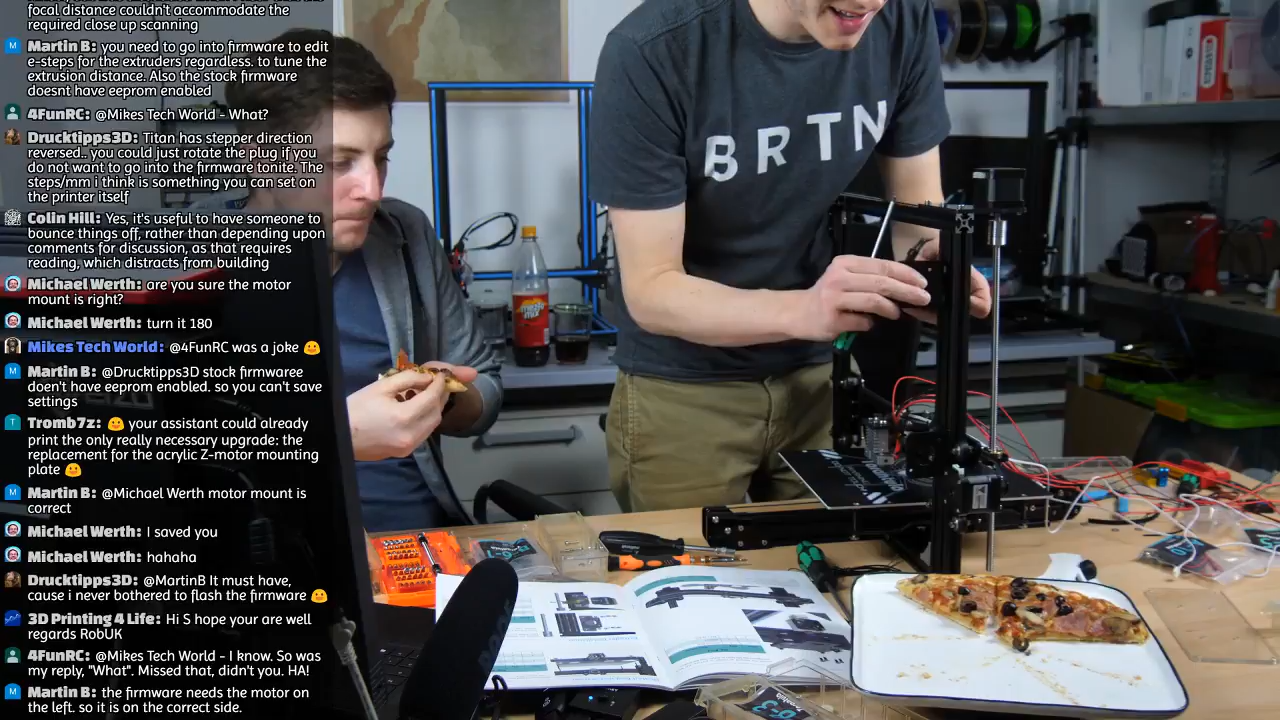 focal distance couldn't accommodate the
required close up planning
Martin B: you need to go into firmware to edit
e-steps for the extruders regardless. to tune
the extrusion distance. Also the stock firmware
doesnt have eeprom enabled
4FunRC: @Mikes Tech World - What?
Drucktipps3D: Titan has stepper direction
reversed.. you could just rotate the plug if you
do not want to go into the firmware tonite. The
steps/mm i think is something you can set on
the printer itself
Colin Hill: Yes, it's useful to have someone to
bounce things off, rather than depending upon
comments for discussion, as that requires
reading, which distracts from building
Michael Werth: are you sure the motor
mount is right?
Michael Werth: turn it 180
Mikes Tech World: @4FunRC was a joke
Martin B: @Drucktipps3D stock firmwaree
doen't have eeprom enabled. so you can't save
settings
Tromb7z: your assistant could already
print the only really necessary upgrade: the
replacement for the acrylic Z-motor mounting
plate
Martin B: @Michael Werth motor mount is
correct
Michael Werth: I saved you
Michael Werth: hahaha
Drucktipps3D: @MartinB It must have,
cause i never bothered to flash the firmware
3D Printing 4 Life: Hi S hope your are well
regards RobUK
4FunRC: @Mikes Tech World - I know. So was
my reply, "What". Missed that, didn't you. HA!
Martin B: the firmware needs the motor on
the left. so it is on the correct side.
BRTN